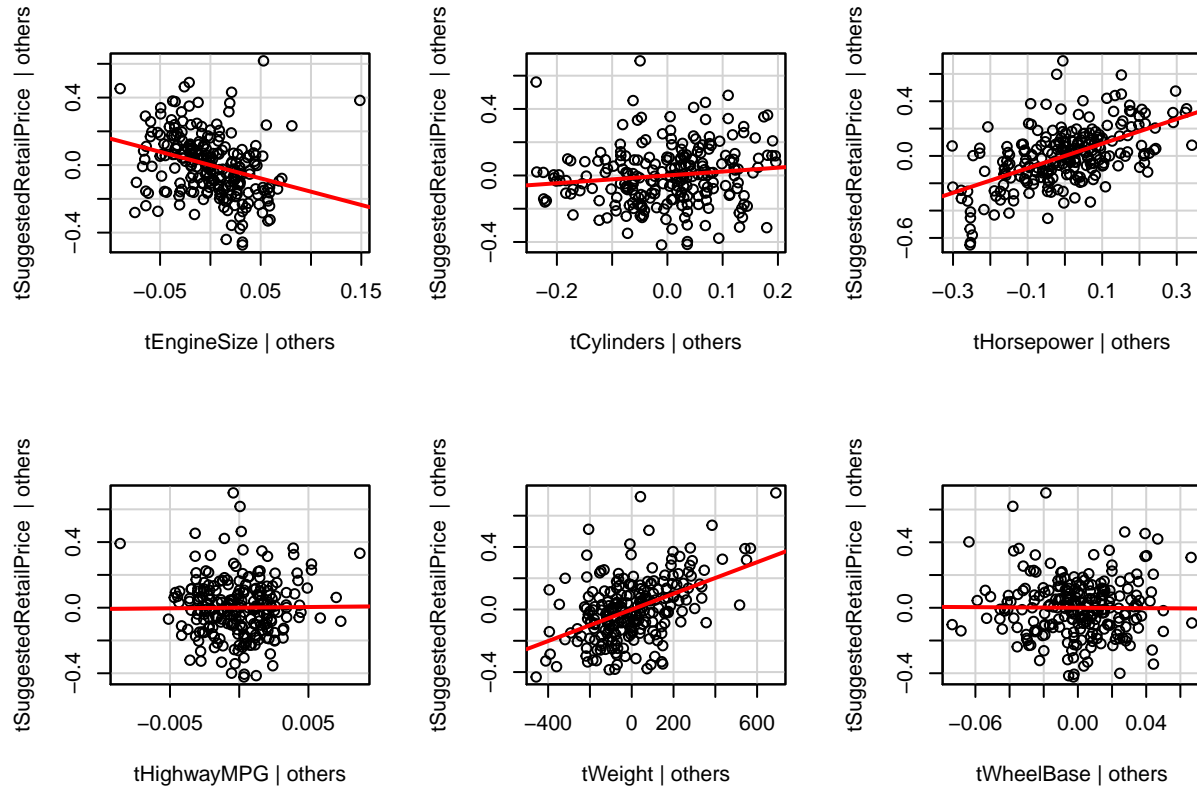 tSuggestedRetailPrice | others
−0.4 0.0 0.4
−0.05 0.05 0.15
tEngineSize | others
tSuggestedRetailPrice | others
−0.4 0.0 0.4
−0.2 0.0 0.1 0.2
tCylinders | others
tSuggestedRetailPrice | others
−0.6 0.0 0.4
−0.3 −0.1 0.1 0.3
tHorsepower | others
tSuggestedRetailPrice | others
−0.4 0.0 0.4
−0.005 0.005
tHighwayMPG | others
tSuggestedRetailPrice | others
−0.4 0.0 0.4
−400 0 200 600
tWeight | others
tSuggestedRetailPrice | others
−0.4 0.0 0.4
−0.06 0.00 0.04
tWheelBase | others